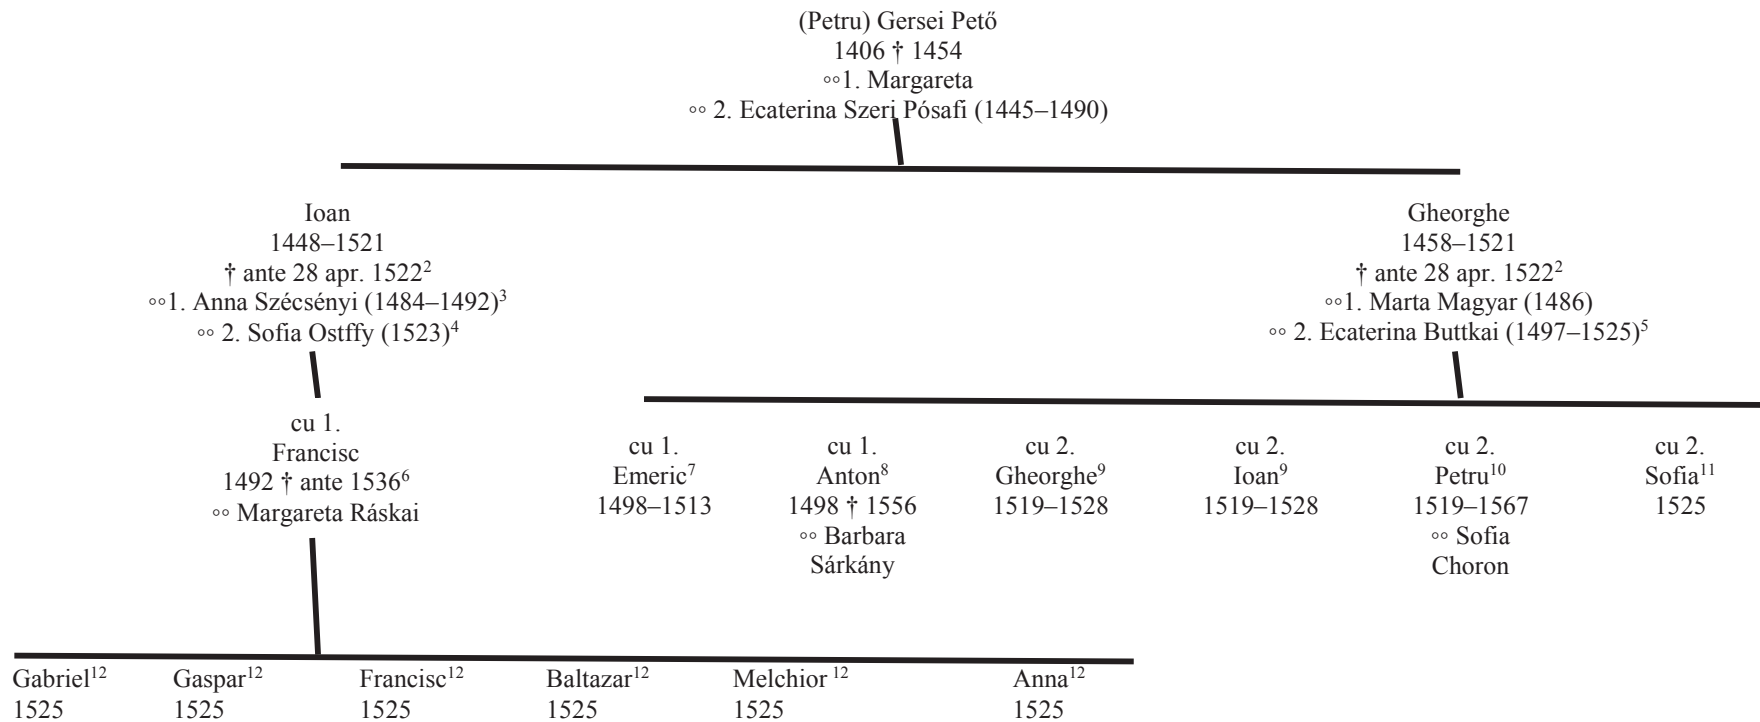 (Petru) Gersei Pető
1406 † 1454
∞1. Margareta
∞ 2. Ecaterina Szeri Pósafi (1445–1490)
Ioan
1448–1521
† ante 28 apr. 1522²
∞1. Anna Szécsényi (1484–1492)³
∞ 2. Sofia Ostffy (1523)⁴
Gheorghe
1458–1521
† ante 28 apr. 1522²
∞1. Marta Magyar (1486)
∞ 2. Ecaterina Buttkai (1497–1525)⁵
cu 1.
Francisc
1492 † ante 1536⁶
∞ Margareta Ráskai
cu 1.
Emeric⁷
1498–1513
cu 1.
Anton⁸
1498 † 1556
∞ Barbara
Sárkány
cu 2.
Gheorghe⁹
1519–1528
cu 2.
Ioan⁹
1519–1528
cu 2.
Petru¹⁰
1519–1567
∞ Sofia
Choron
cu 2.
Sofia¹¹
1525
Gabriel¹²
1525
Gaspar¹²
1525
Francisc¹²
1525
Baltazar¹²
1525
Melchior ¹²
1525
Anna¹²
1525